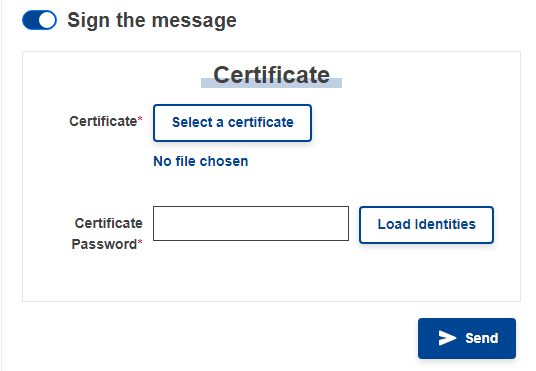 Sign the message
Certificate
Certificate*
Select a certificate
No file chosen
Certificate
Password*
Load Identities
Send